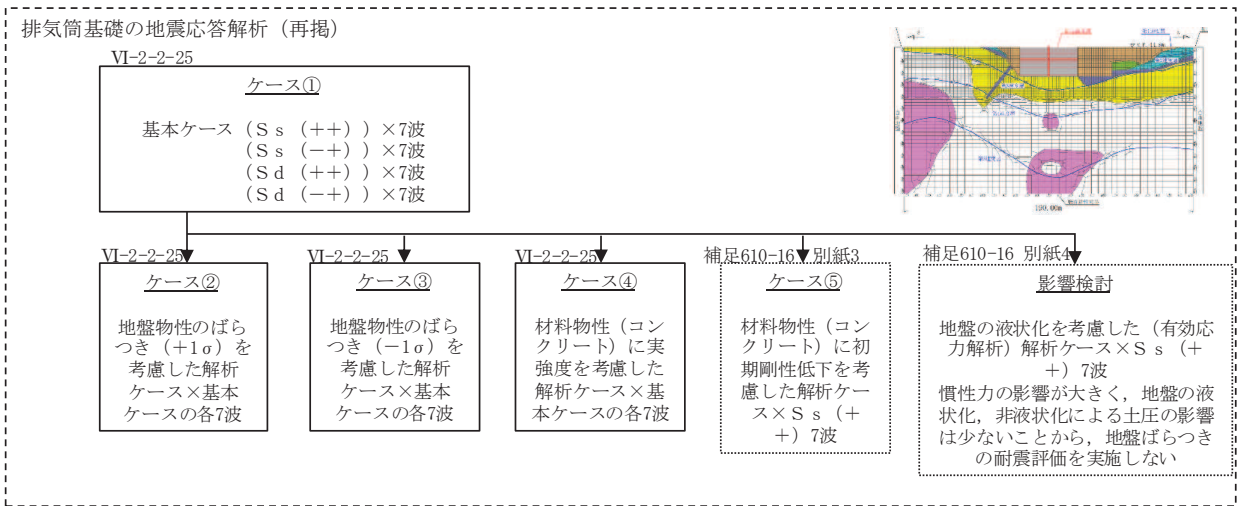 排気筒基礎の地震応答解析（再掲）
Ⅵ-2-2-25
ケース①
基本ケース（Ｓｓ（++））×7波
（Ｓｓ（-+））×7波
（Ｓｄ（++））×7波
（Ｓｄ（-+））×7波
190.00m
Ⅵ-2-2-25
ケース②
地盤物性のばら
つき（+1σ）を
考慮した解析
ケース×基本
ケースの各7波
Ⅵ-2-2-25
ケース③
地盤物性のばら
つき（-1σ）を
考慮した解析
ケース×基本
ケースの各7波
Ⅵ-2-2-25
ケース④
材料物性（コン
クリート）に実
強度を考慮した
解析ケース×基
本ケースの各7波
補足610-16 別紙3
ケース⑤
材料物性（コン
クリート）に初
期剛性低下を考
慮した解析ケー
ス×Ｓｓ（+
+）7波
補足610-16 別紙4
影響検討
地盤の液状化を考慮した（有効応
力解析）解析ケース×Ｓｓ（+
+）7波
慣性力の影響が大きく，地盤の液
状化，非液状化による土圧の影響
は少ないことから，地盤ばらつき
の耐震評価を実施しない